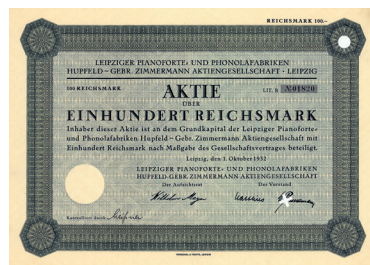 REICHSMARK 100.–
LEIPZIGER PIANOFORTE- UND PHONOLAFABRIKEN
HUPFELD – GEBR. ZIMMERMANN AKTIENGESELLSCHAFT · LEIPZIG
100 REICHSMARK
AKTIE
LIT. B
No 01820
ÜBER
EINHUNDERT REICHSMARK
Inhaber dieser Aktie ist an dem Grundkapital der Leipziger Pianoforte-
und Phonolafabriken Hupfeld – Gebr. Zimmermann Aktiengesellschaft mit
Einhundert Reichsmark nach Maßgabe des Gesellschaftsvertrages beteiligt.
Leipzig, den 1. Oktober 1932
LEIPZIGER PIANOFORTE- UND PHONOLAFABRIKEN
HUPFELD-GEBR. ZIMMERMANN AKTIENGESELLSCHAFT
Der Aufsichtsrat
Der Vorstand
Kontrolliert durch